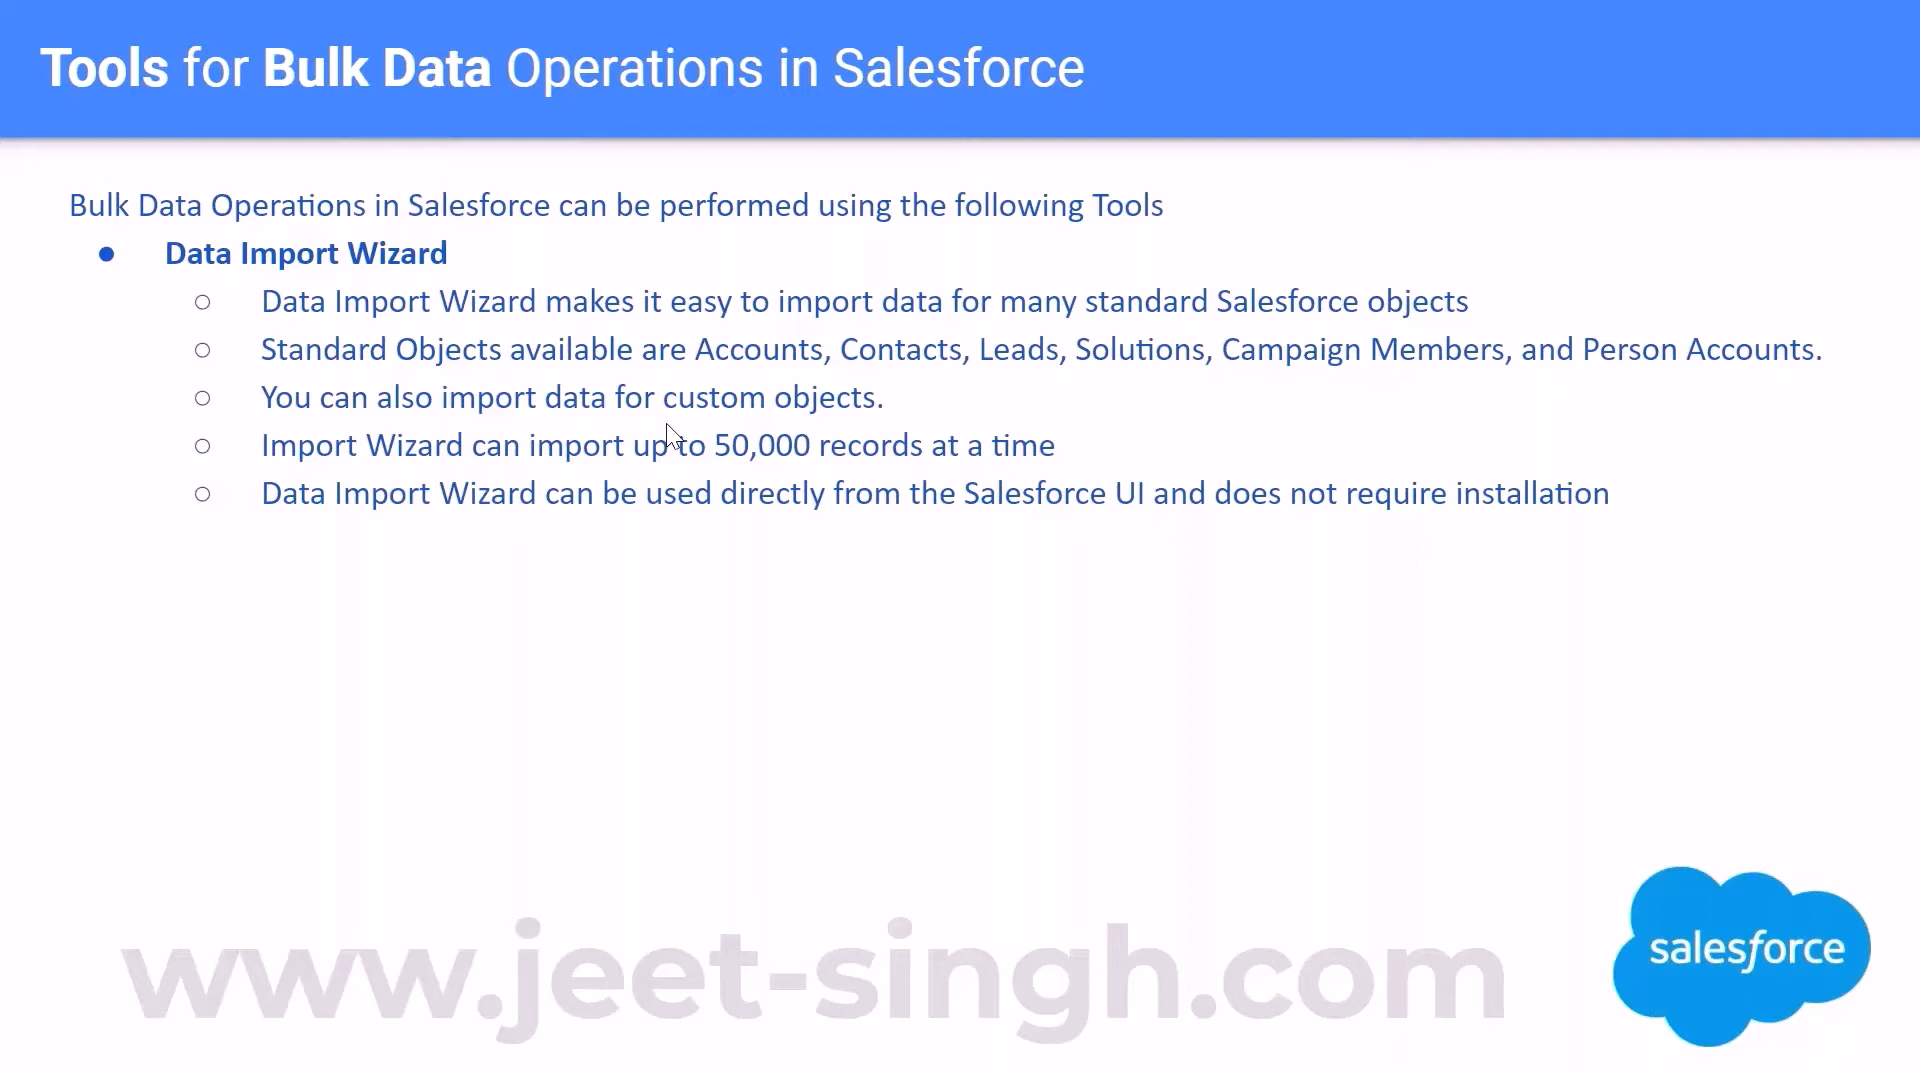 Tools for Bulk Data Operations in Salesforce
Bulk Data Operations in Salesforce can be performed using the following Tools
● Data Import Wizard
○ Data Import Wizard makes it easy to import data for many standard Salesforce objects
○ Standard Objects available are Accounts, Contacts, Leads, Solutions, Campaign Members, and Person Accounts.
○ You can also import data for custom objects.
○ Import Wizard can import up to 50,000 records at a time
○ Data Import Wizard can be used directly from the Salesforce UI and does not require installation
www.jeet-singh.com
salesforce